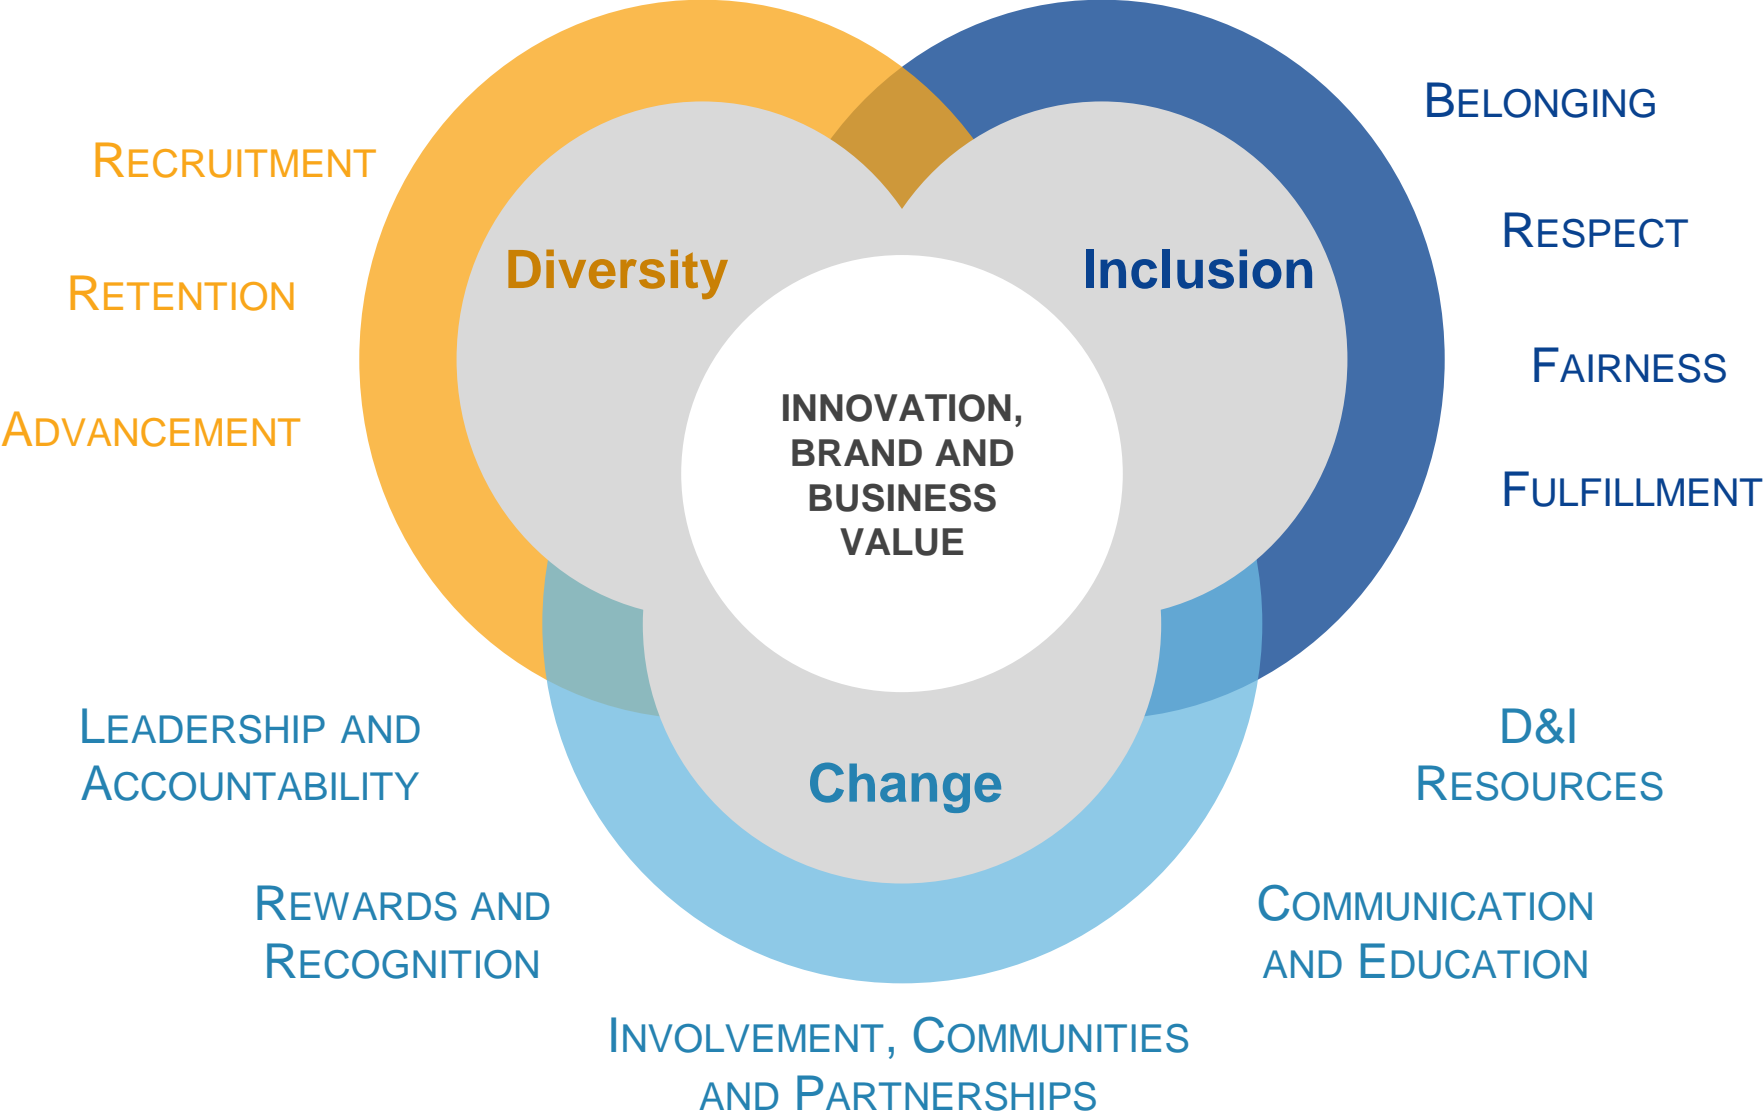 BELONGING
RECRUITMENT
RESPECT
Diversity
Inclusion
RETENTION
FAIRNESS
INNOVATION,
BRAND AND
BUSINESS
VALUE
ADVANCEMENT
FULFILLMENT
LEADERSHIP AND
ACCOUNTABILITY
D&I
RESOURCES
Change
REWARDS AND
RECOGNITION
COMMUNICATION
AND EDUCATION
INVOLVEMENT, COMMUNITIES
AND PARTNERSHIPS